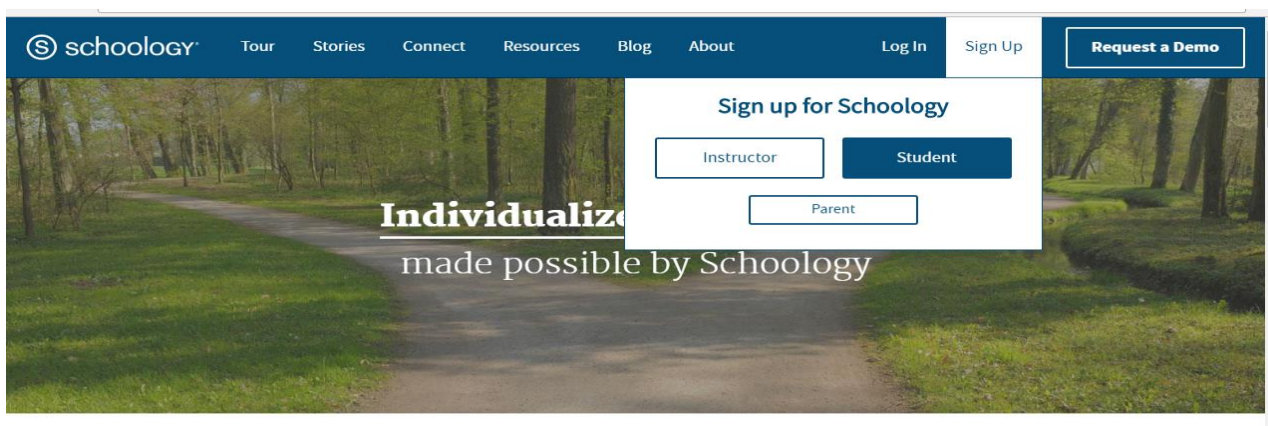 schoology Tour Stories Connect Resources Blog About Log In Sign Up Request a Demo
Sign up for Schoology
Instructor Student
Parent
made possible by Schoology